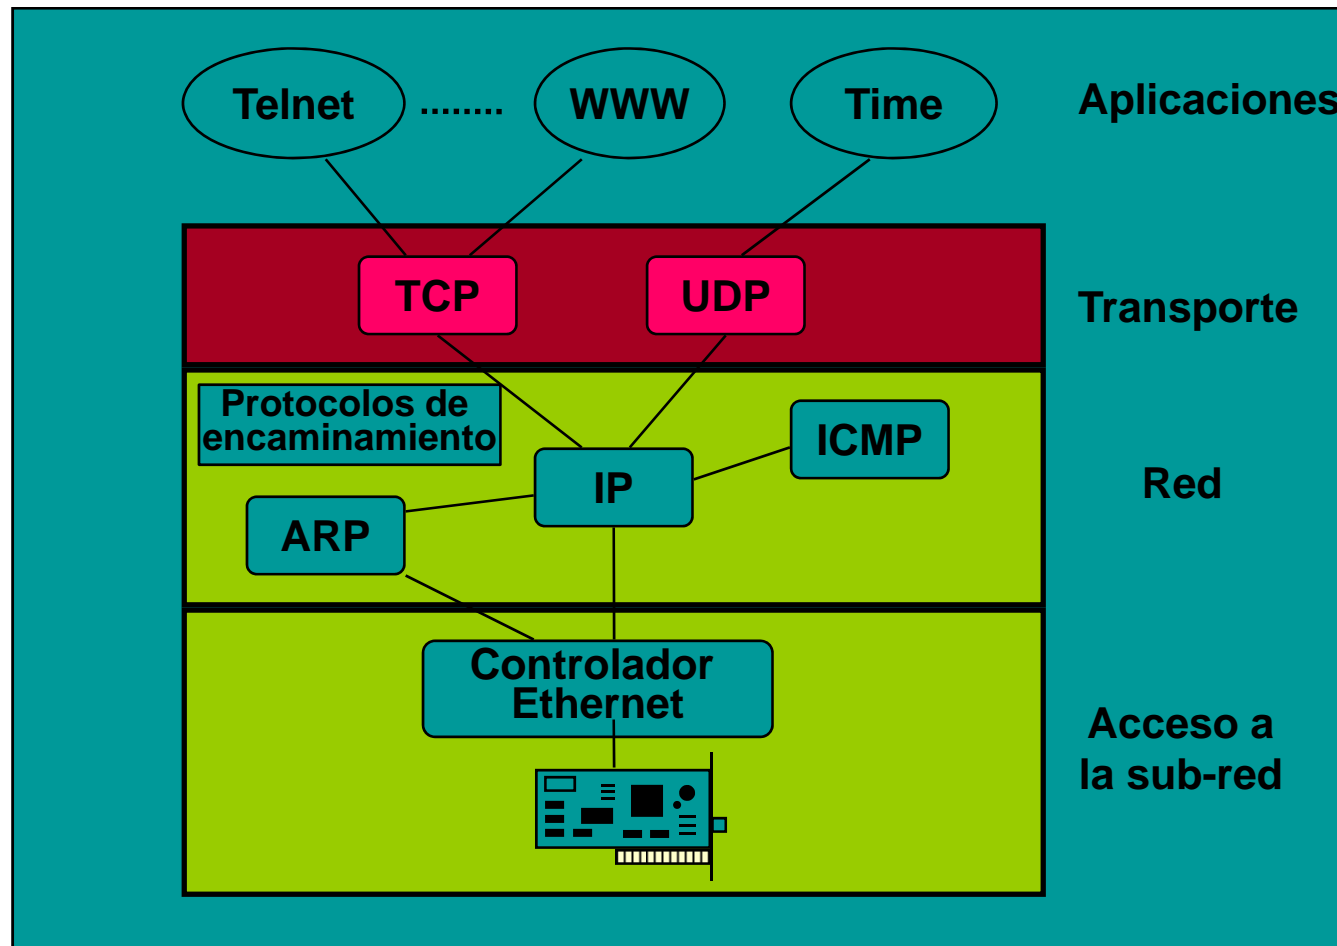 Telnet ........ WWW Time Aplicaciones
TCP UDP
Transporte
Protocolos de
encaminamiento
ICMP
IP
Red
ARP
Controlador
Ethernet
Acceso a
la sub-red